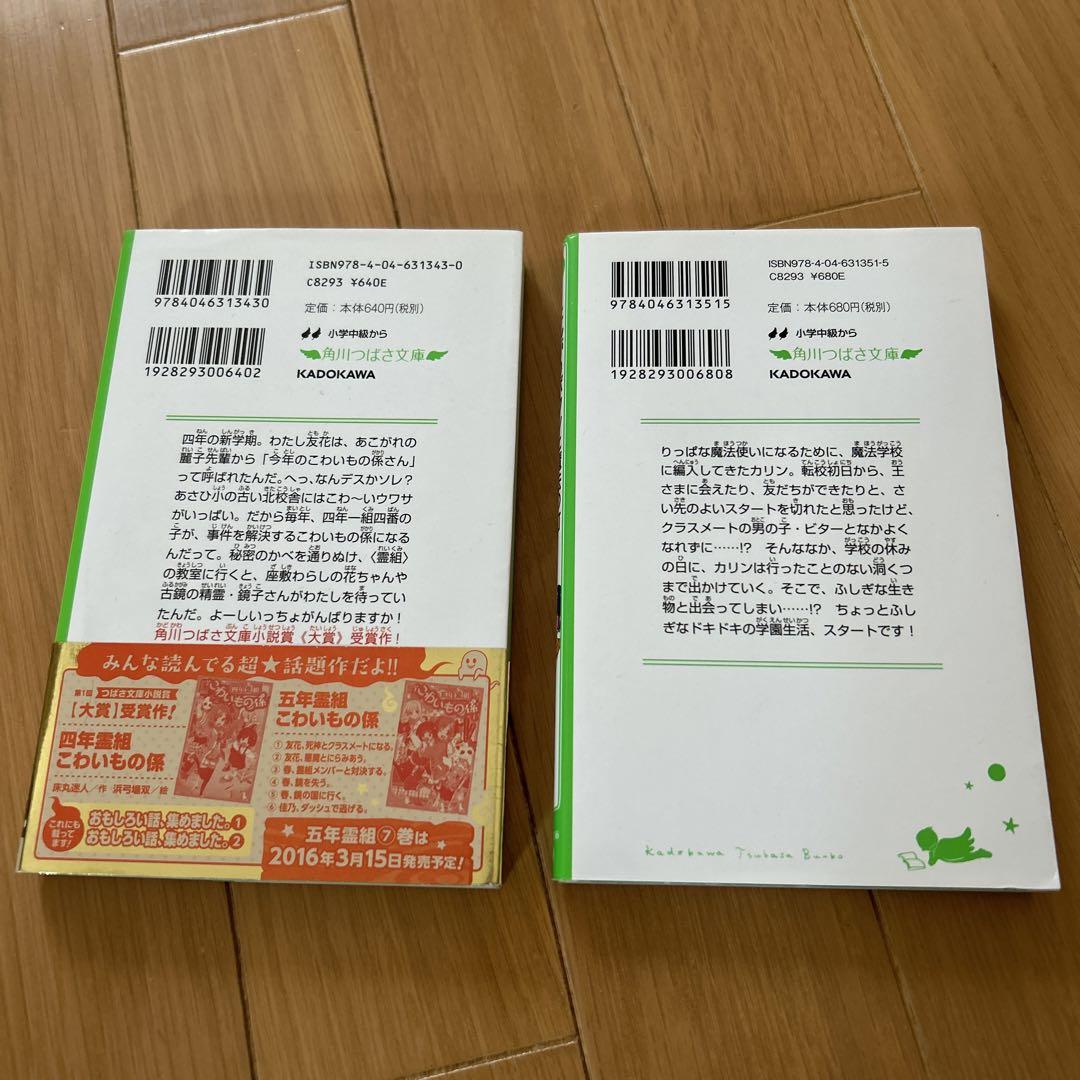 ISBN978-4-04-631343-0
C8293 ¥640E
9784046313430
定価：本体640円(税別)
小学中級から
角川つばさ文庫
1928293006402
KADOKAWA
四年の新学期。わたし友花は、あこがれの
麗子先輩から「今年のこわいもの係さん」
って呼ばれたんだ。へっ、なんデスかソレ？
あさひ小の古い北校舎にはこわ〜いウワサ
がいっぱい。だから毎年、四年一組四番の
子が、事件を解決するこわいもの係になる
んだって。秘密のかべを通りぬけ、〈霊組〉
の教室に行くと、座敷わらしの花ちゃんや
古鏡の精霊・鏡子さんがわたしを待ってい
たんだ。よーしいっちょがんばりますか！
角川つばさ文庫小説賞《大賞》受賞作！
みんな読んでる超★話題作だよ!!
第1回 つばさ文庫小説賞
【大賞】受賞作!
四年霊組
こわいもの係
床丸迷人／作 浜弓場双／絵
五年霊組
こわいもの係
①友花、死神とクラスメートになる。
②友花、悪魔とにらみあう。
③春、霊組メンバーと対決する。
④春、鏡を失う。
⑤春、鏡の国に行く。
⑥佳乃、ダッシュで逃げる。
これにも
載ってます!
おもしろい話、集めました。①
おもしろい話、集めました。②
五年霊組⑦巻は
2016年3月15日発売予定!
ISBN978-4-04-631351-5
C8293 ¥680E
9784046313515
定価：本体680円(税別)
小学中級から
角川つばさ文庫
1928293006808
KADOKAWA
りっぱな魔法使いになるために、魔法学校
に編入してきたカリン。転校初日から、王
さまに会えたり、友だちができたりと、さ
い先のよいスタートを切れたと思ったけど、
クラスメートの男の子・ピターとなかよく
なれずに……!? そんななか、学校の休み
の日に、カリンは行ったことのない洞くつ
まで出かけていく。そこで、ふしぎな生き
物と出会ってしまい……!? ちょっとふし
ぎなドキドキの学園生活、スタートです！
Kadokawa Tsubasa Bunko